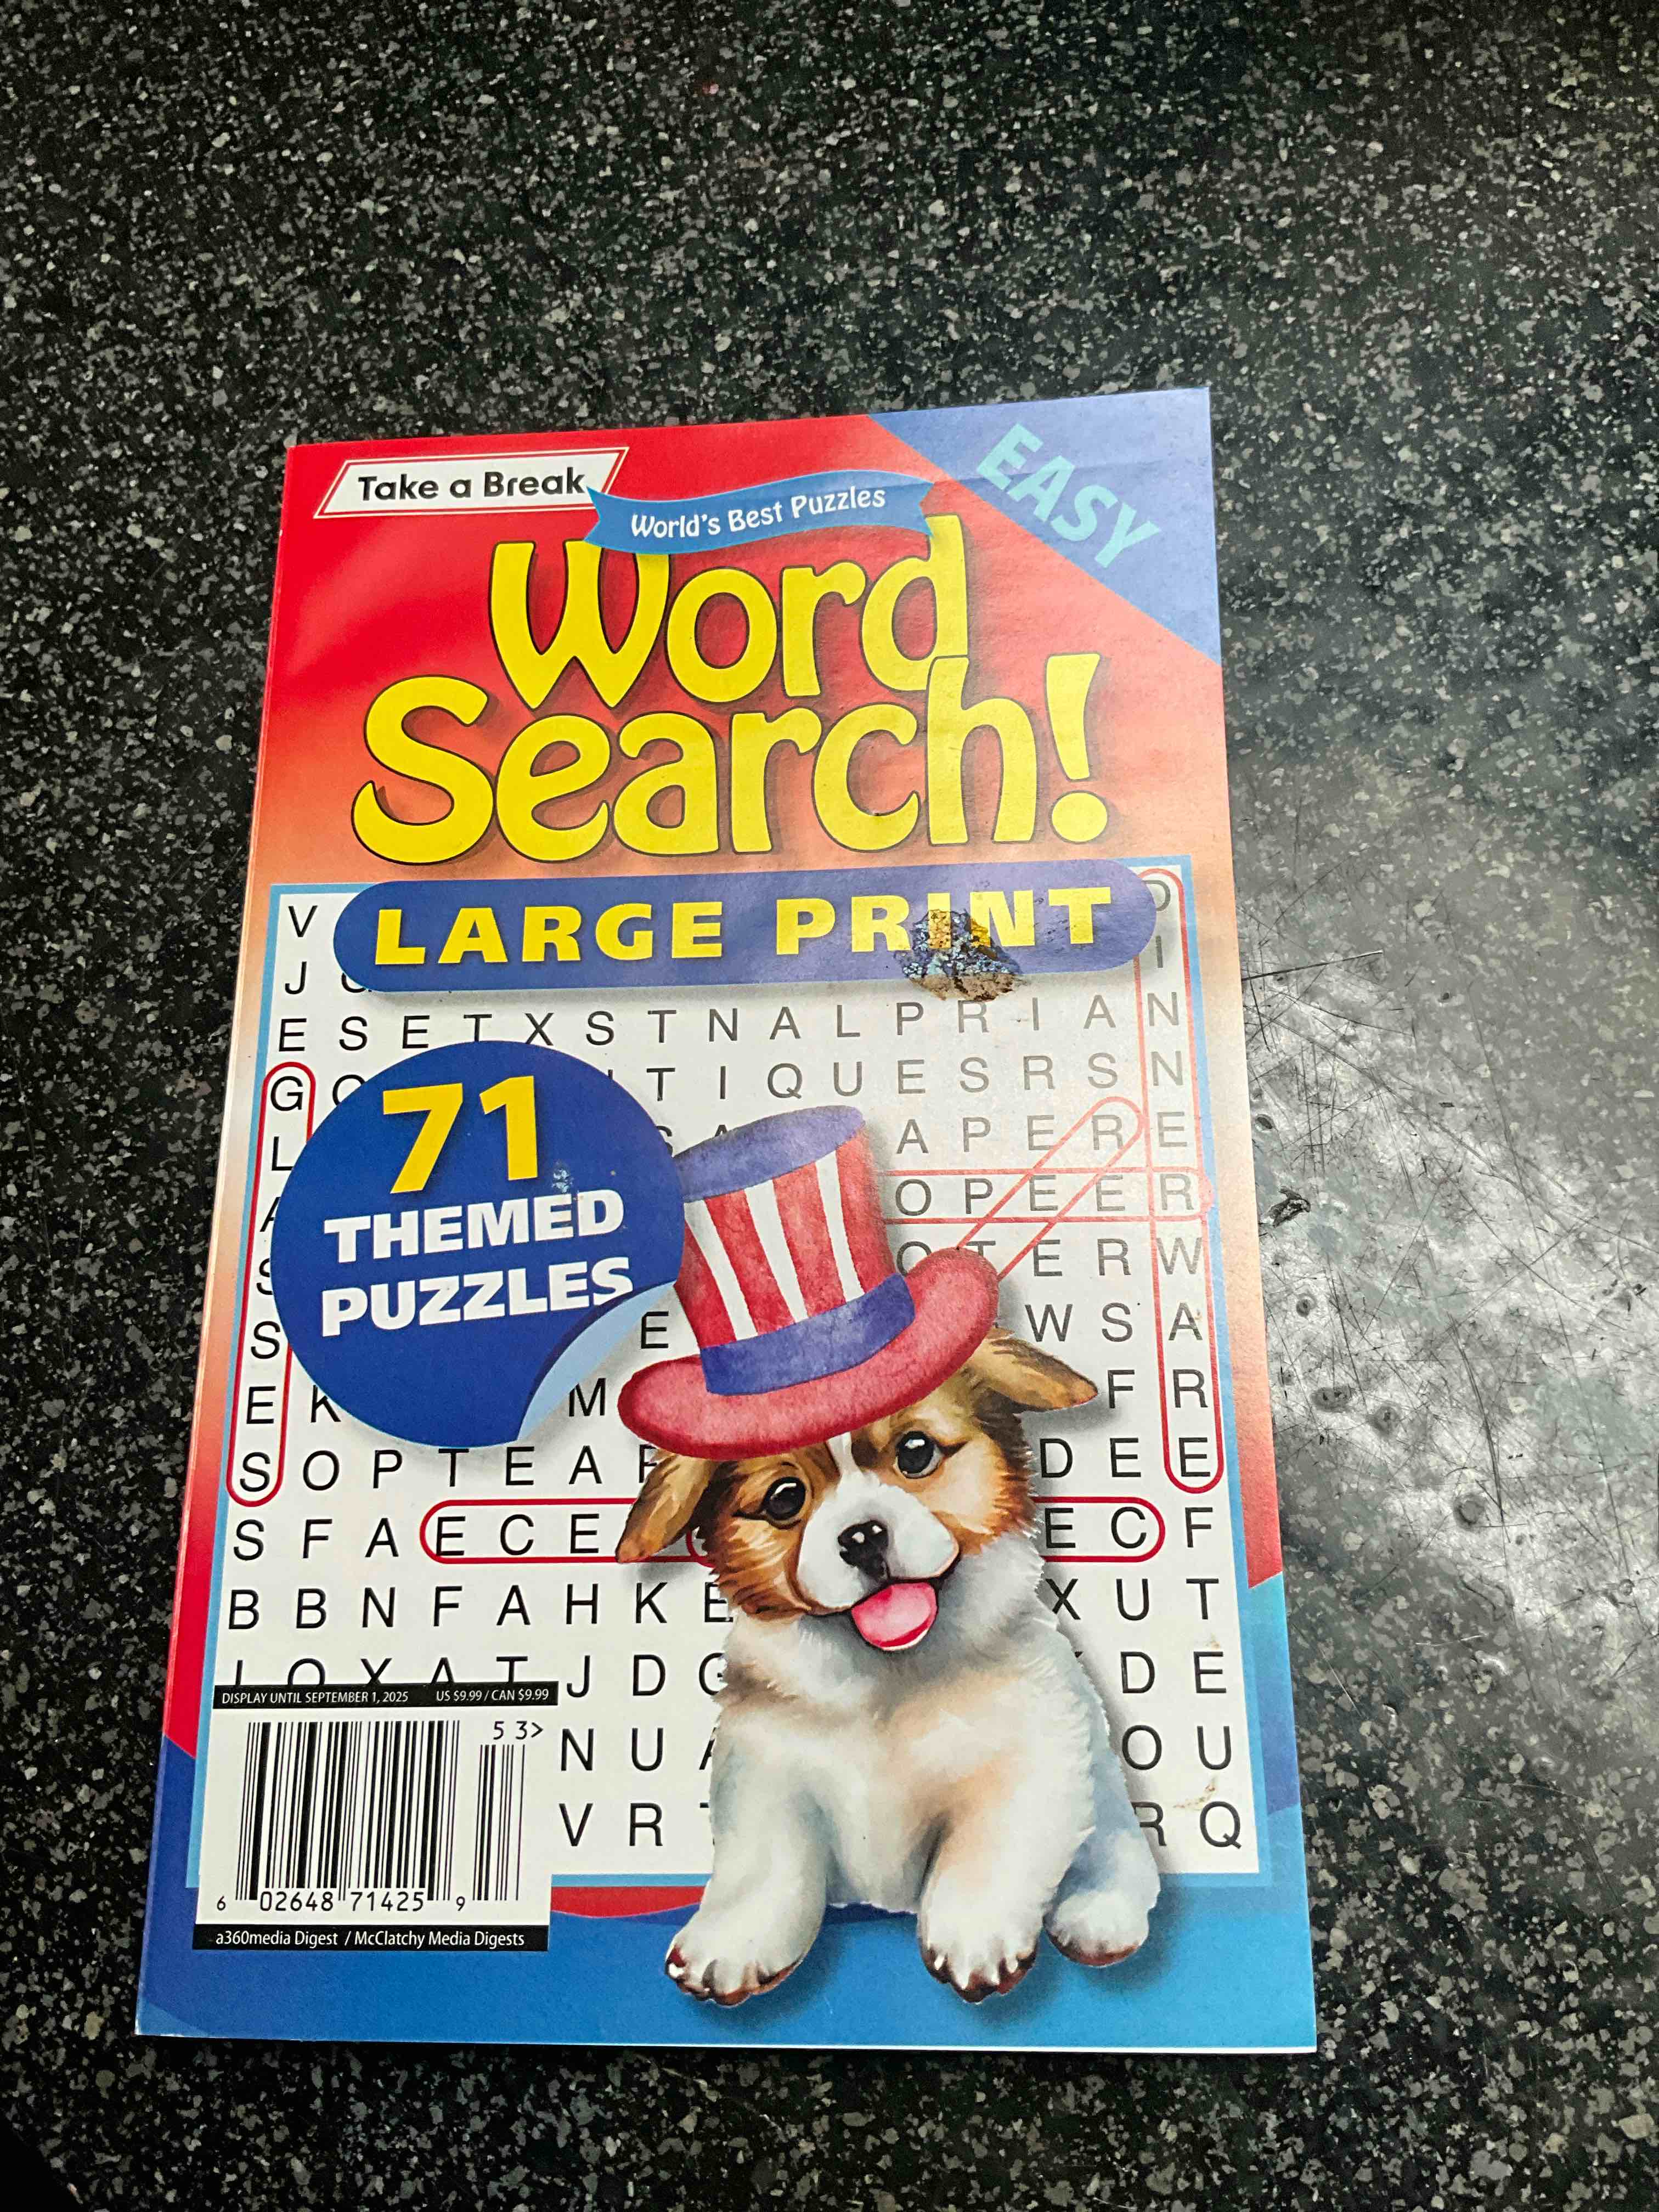 Take a Break
World's Best Puzzles
EASY
Word
Search!
LARGE PRINT
V D
J I
E S E T X S T N A L P R I A N
G T I Q U E S R S N
71
L A P E R E
THEMED
O P E E R
PUZZLES
T E R W
S E W S A
E K M F R
S O P T E A D E E
S F A E C E E C F
B B N F A H K E X U T
J D D E
DISPLAY UNTIL SEPTEMBER 1, 2025 US $9.99 / CAN $9.99
53>
N U O U
V R R Q
6 02648 71425 9
a360media Digest / McClatchy Media Digests